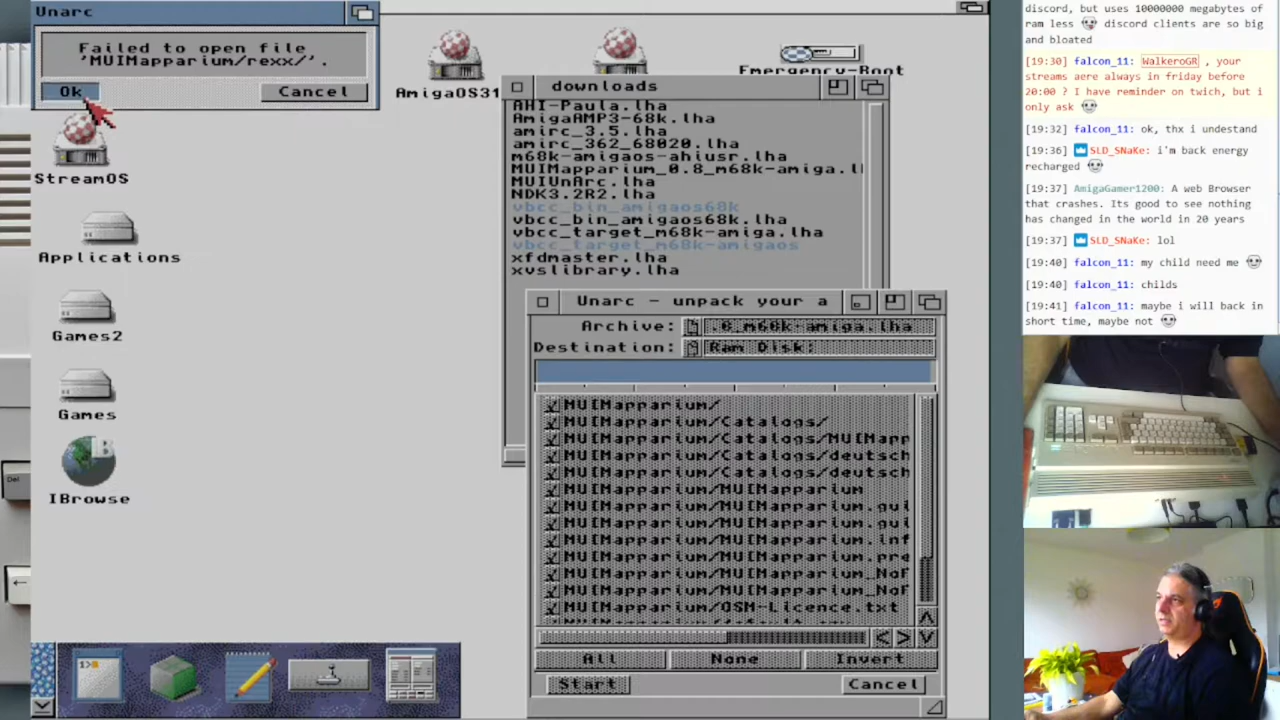 Unarc
Failed to open file
'MUIMapparium/rexx/'.
Ok
Cancel
AmigaOS31
Emergency-Root
StreamOS
Applications
Games2
Games
IBrowse
downloads
AHI-Paula.lha
AmigaAMP3-68k.lha
amirc_3.5.lha
amirc_362_68020.lha
m68k-amigaos-ahiusr.lha
MUIMapparium_0.8_m68k-amiga.l
MUIUnArc.lha
NDK3.2R2.lha
vbcc_bin_amigaos68k
vbcc_bin_amigaos68k.lha
vbcc_target_m68k-amiga.lha
vbcc_target_m68k-amigaos
xfdmaster.lha
xvslibrary.lha
Unarc - unpack your a
Archive: .8_m68k-amiga.lha
Destination: Ram Disk:
MUIMapparium/
MUIMapparium/Catalogs/
MUIMapparium/Catalogs/MUIMapp
MUIMapparium/Catalogs/deutsch
MUIMapparium/Catalogs/deutsch
MUIMapparium/MUIMapparium
MUIMapparium/MUIMapparium.gui
MUIMapparium/MUIMapparium.gui
MUIMapparium/MUIMapparium.inf
MUIMapparium/MUIMapparium.pre
MUIMapparium/MUIMapparium_NoF
MUIMapparium/MUIMapparium_NoF
MUIMapparium/OSM-Licence.txt
All
None
Invert
Start
Cancel
Del
discord, but uses 10000000 megabytes of
ram less discord clients are so big
and bloated
[19:30] falcon_11: WalkeroGR , your
streams aere always in friday before
20:00 ? I have reminder on twich, but i
only ask
[19:32] falcon_11: ok, thx i undestand
[19:36] SLD_SNaKe: i'm back energy
recharged
[19:37] AmigaGamer1200: A web Browser
that crashes. Its good to see nothing
has changed in the world in 20 years
[19:37] SLD_SNaKe: lol
[19:40] falcon_11: my child need me
[19:40] falcon_11: childs
[19:41] falcon_11: maybe i will back in
short time, maybe not